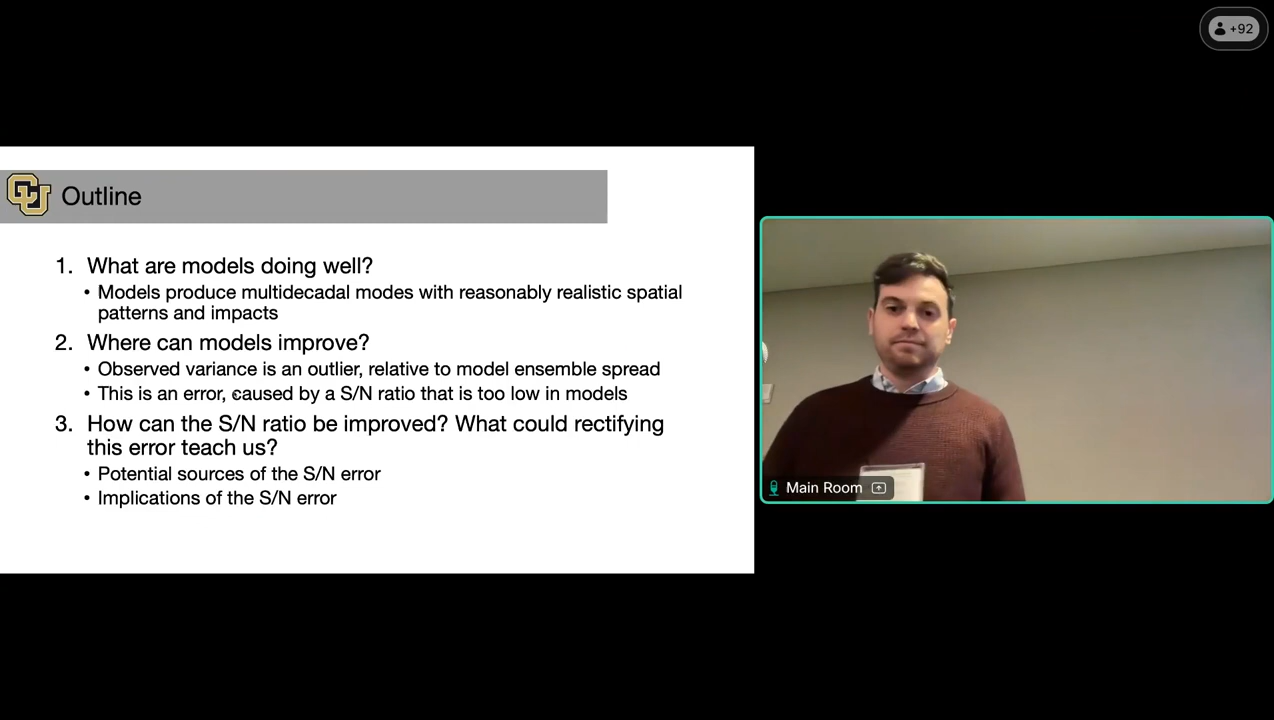 +92
CU Outline
1. What are models doing well?
• Models produce multidecadal modes with reasonably realistic spatial
patterns and impacts
2. Where can models improve?
• Observed variance is an outlier, relative to model ensemble spread
• This is an error, caused by a S/N ratio that is too low in models
3. How can the S/N ratio be improved? What could rectifying
this error teach us?
• Potential sources of the S/N error
• Implications of the S/N error
Main Room